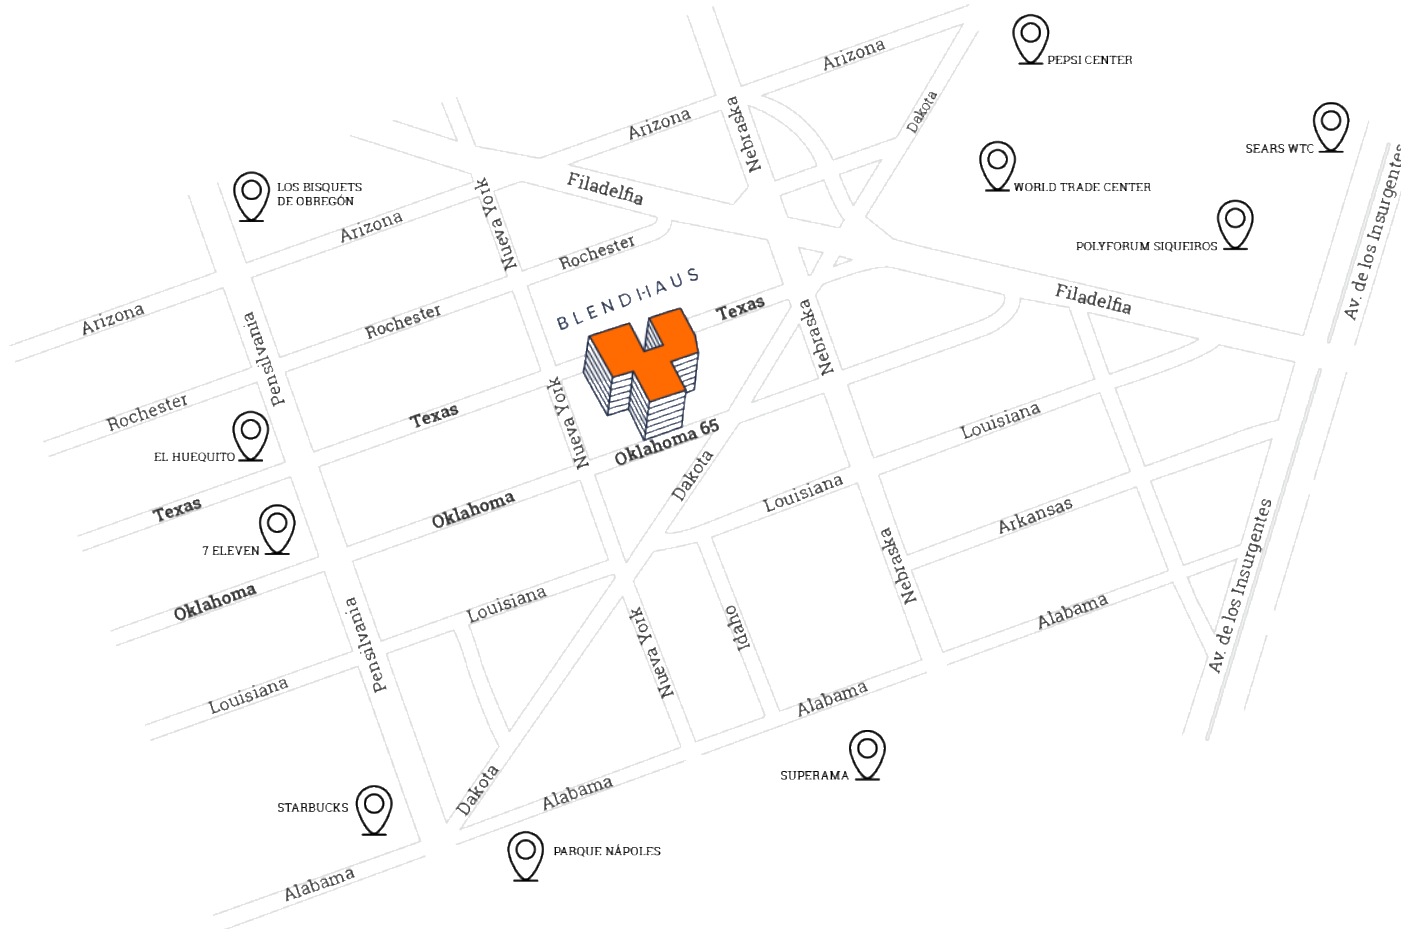 Arizona
PEPSI CENTER
Dakota
Nebraska
Arizona
SEARS WTC
WORLD TRADE CENTER
LOS BISQUETS
DE OBREGÓN
Filadelfia
Arizona
Nueva York
Rochester
POLYFORUM SIQUEIROS
Av. de los Insurgentes
BLENDHAUS
Texas
Filadelfia
Arizona
Pensilvania
Rochester
Nebraska
Rochester
Texas
Nueva York
Oklahoma 65
Louisiana
EL HUEQUITO
Dakota
Louisiana
Texas
Oklahoma
Arkansas
7 ELEVEN
Nebraska
Av. de los Insurgentes
Oklahoma
Louisiana
Pensilvania
Nueva York
Idaho
Alabama
Louisiana
Alabama
SUPERAMA
STARBUCKS
Dakota
Alabama
PARQUE NÁPOLES
Alabama